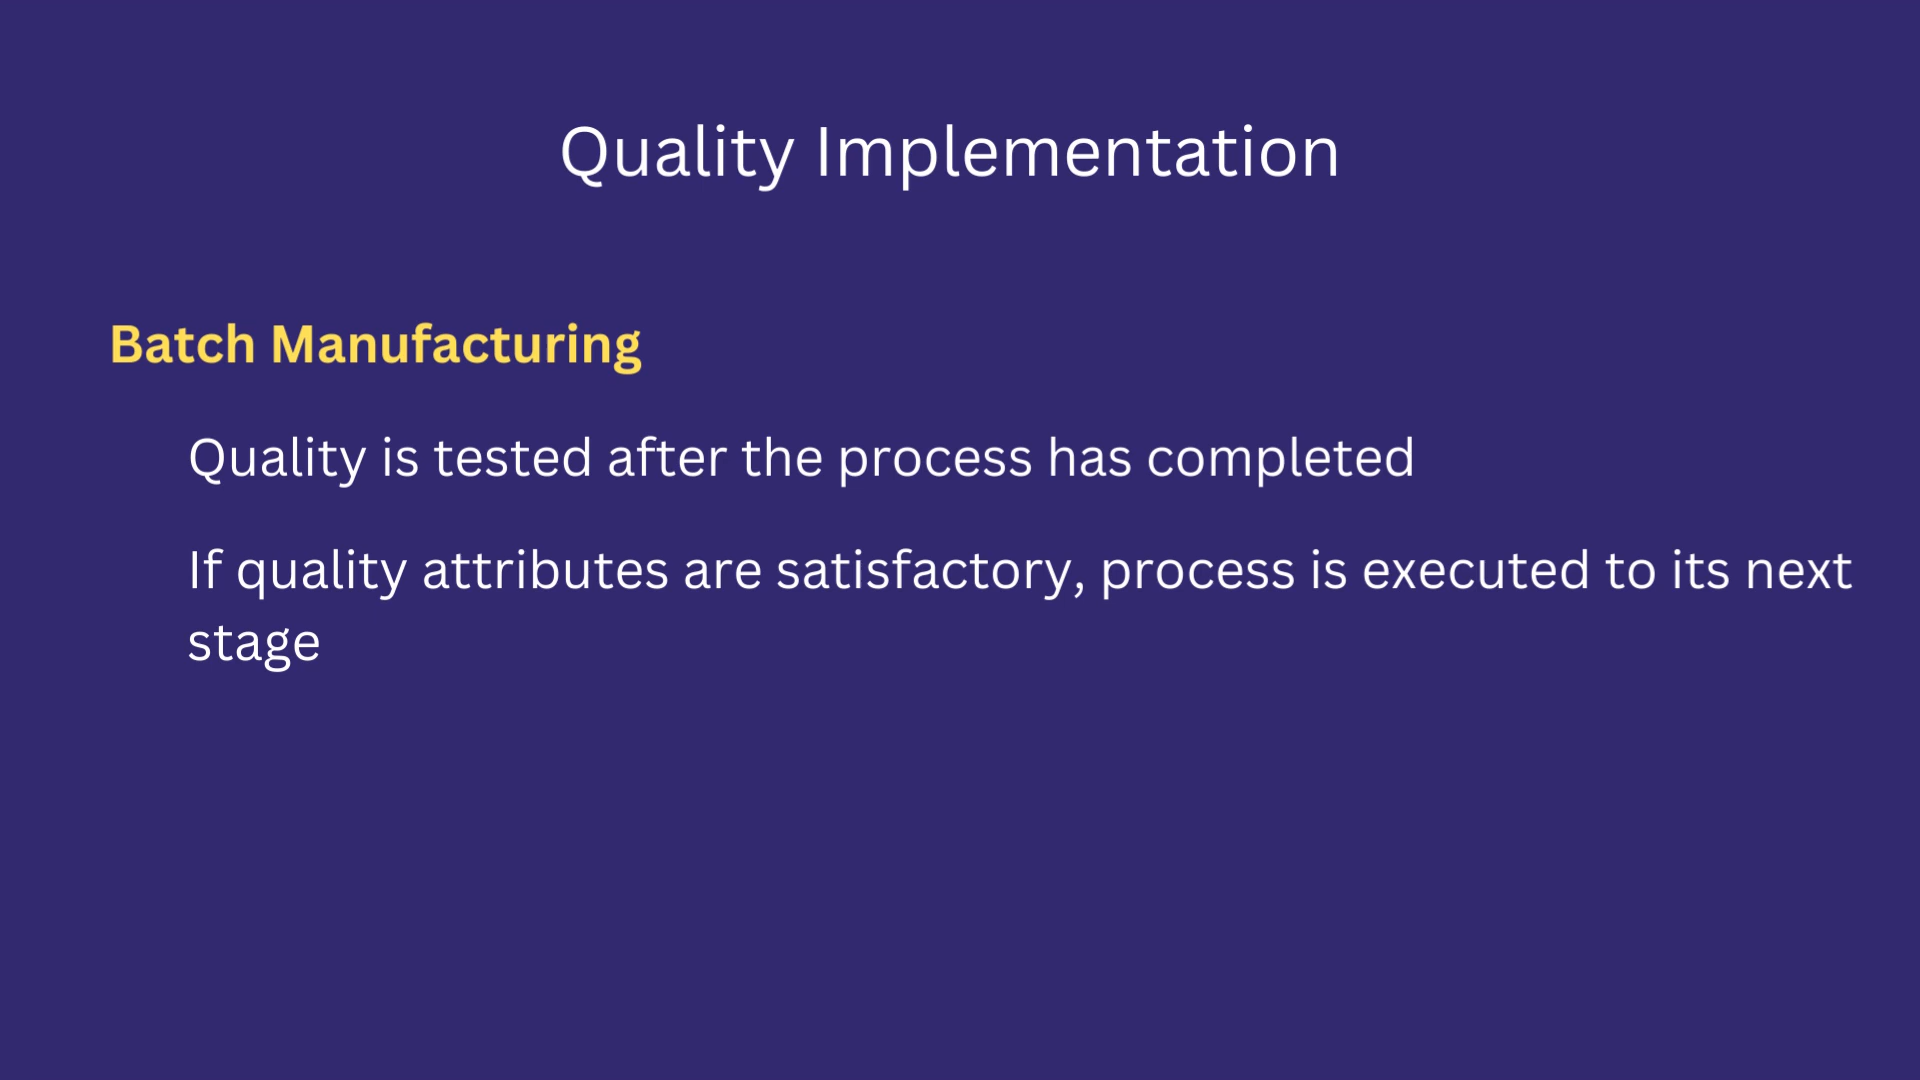 Quality Implementation
Batch Manufacturing
Quality is tested after the process has completed
If quality attributes are satisfactory, process is executed to its next
stage